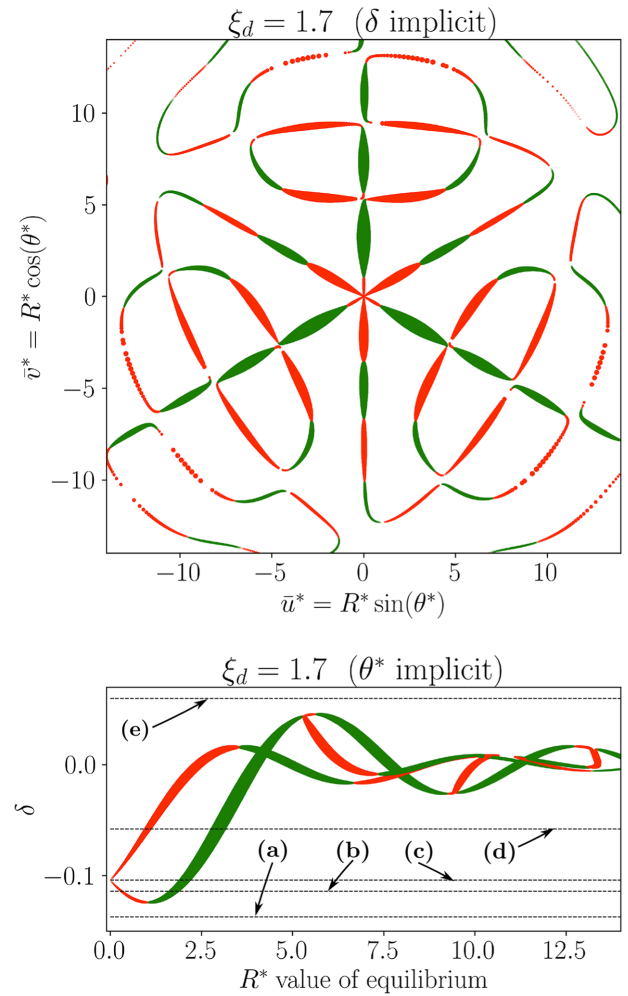 ξ_d = 1.7 (δ implicit)
10
5
0
−5
−10
v̄* = R* cos(θ*)
−10 −5 0 5 10
ū* = R* sin(θ*)
ξ_d = 1.7 (θ* implicit)
(e)
0.0
δ
(a) (b) (c) (d)
−0.1
0.0 2.5 5.0 7.5 10.0 12.5
R* value of equilibrium